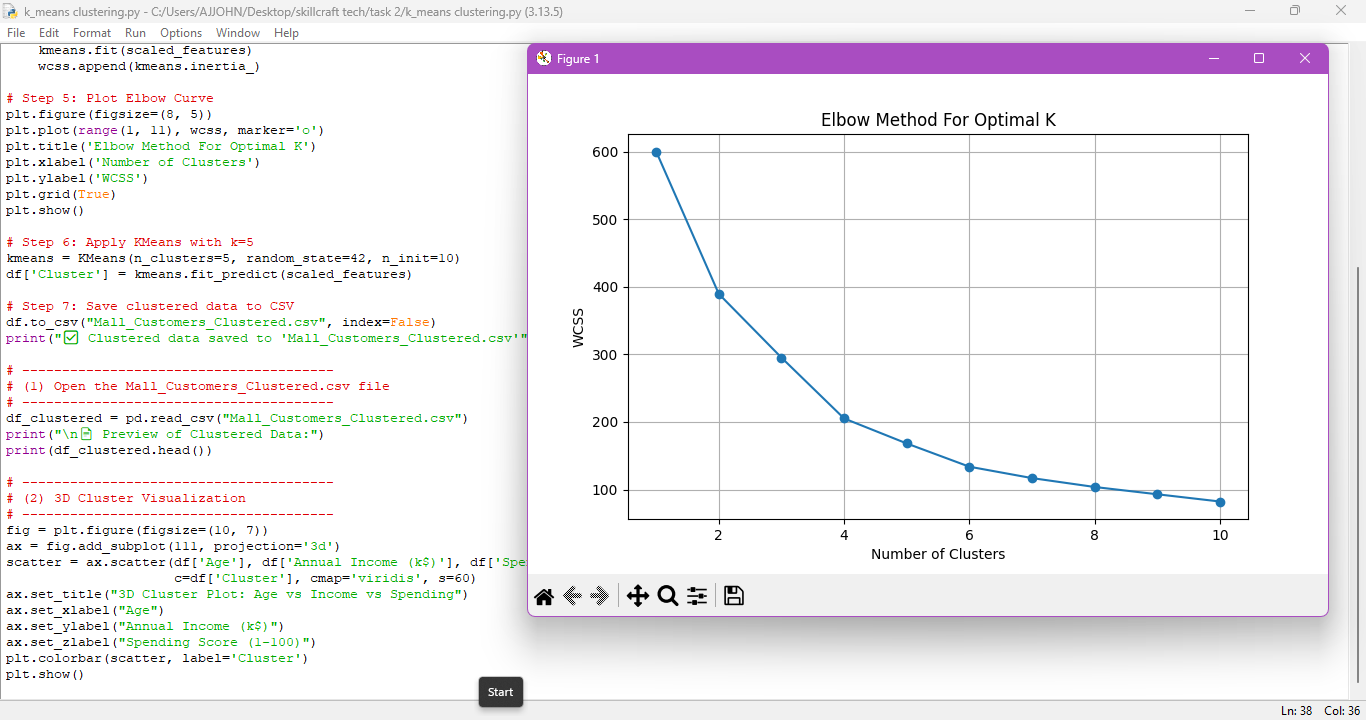 k_means clustering.py - C:/Users/AJJOHN/Desktop/skillcraft tech/task 2/k_means clustering.py (3.13.5)
File Edit Format Run Options Window Help
kmeans.fit(scaled_features)
wcss.append(kmeans.inertia_)
# Step 5: Plot Elbow Curve
plt.figure(figsize=(8, 5))
plt.plot(range(1, 11), wcss, marker='o')
plt.title('Elbow Method For Optimal K')
plt.xlabel('Number of Clusters')
plt.ylabel('WCSS')
plt.grid(True)
plt.show()
# Step 6: Apply KMeans with k=5
kmeans = KMeans(n_clusters=5, random_state=42, n_init=10)
df['Cluster'] = kmeans.fit_predict(scaled_features)
# Step 7: Save clustered data to CSV
df.to_csv("Mall_Customers_Clustered.csv", index=False)
print("✅ Clustered data saved to 'Mall_Customers_Clustered.csv'"
# ---------------------------------------
# (1) Open the Mall_Customers_Clustered.csv file
# ---------------------------------------
df_clustered = pd.read_csv("Mall_Customers_Clustered.csv")
print("\n📄 Preview of Clustered Data:")
print(df_clustered.head())
# ---------------------------------------
# (2) 3D Cluster Visualization
# ---------------------------------------
fig = plt.figure(figsize=(10, 7))
ax = fig.add_subplot(111, projection='3d')
scatter = ax.scatter(df['Age'], df['Annual Income (k$)'], df['Spe
c=df['Cluster'], cmap='viridis', s=60)
ax.set_title("3D Cluster Plot: Age vs Income vs Spending")
ax.set_xlabel("Age")
ax.set_ylabel("Annual Income (k$)")
ax.set_zlabel("Spending Score (1-100)")
plt.colorbar(scatter, label='Cluster')
plt.show()
Figure 1
Elbow Method For Optimal K
600
500
400
300
200
100
WCSS
2 4 6 8 10
Number of Clusters
Start
Ln: 38 Col: 36